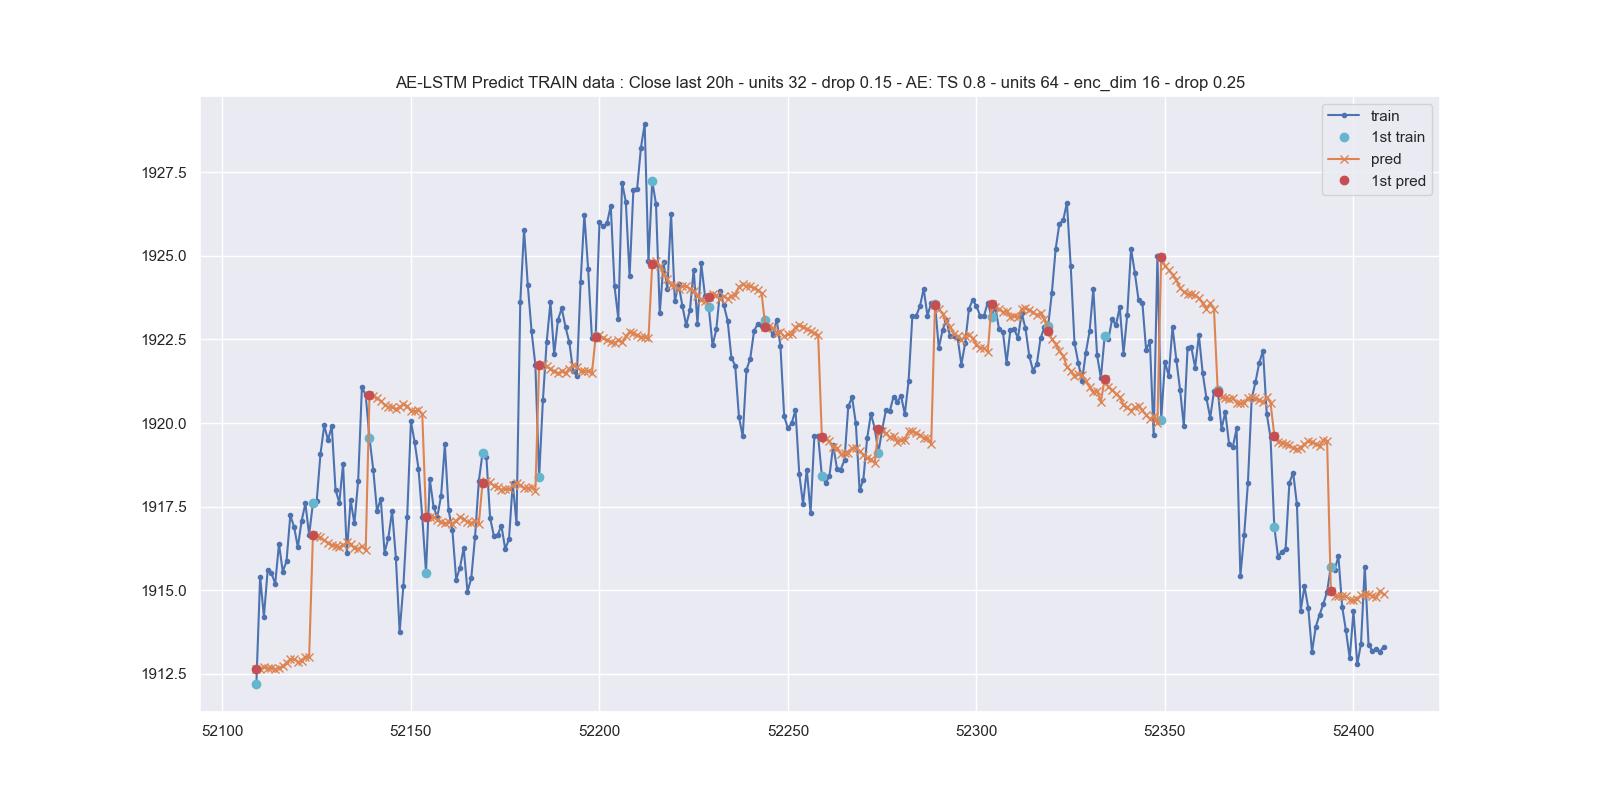 AE-LSTM Predict TRAIN data : Close last 20h - units 32 - drop 0.15 - AE: TS 0.8 - units 64 - enc_dim 16 - drop 0.25
train
1st train
pred
1st pred
1927.5
1925.0
1922.5
1920.0
1917.5
1915.0
1912.5
52100 52150 52200 52250 52300 52350 52400